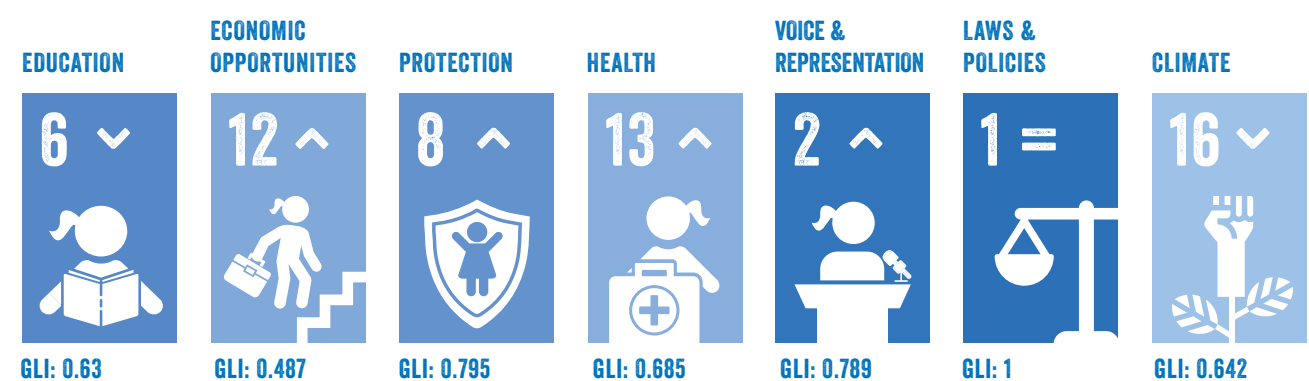 EDUCATION
6
GLI: 0.63
ECONOMIC
OPPORTUNITIES
12
GLI: 0.487
PROTECTION
8
GLI: 0.795
HEALTH
13
GLI: 0.685
VOICE &
REPRESENTATION
2
GLI: 0.789
LAWS &
POLICIES
1 =
GLI: 1
CLIMATE
16
GLI: 0.642